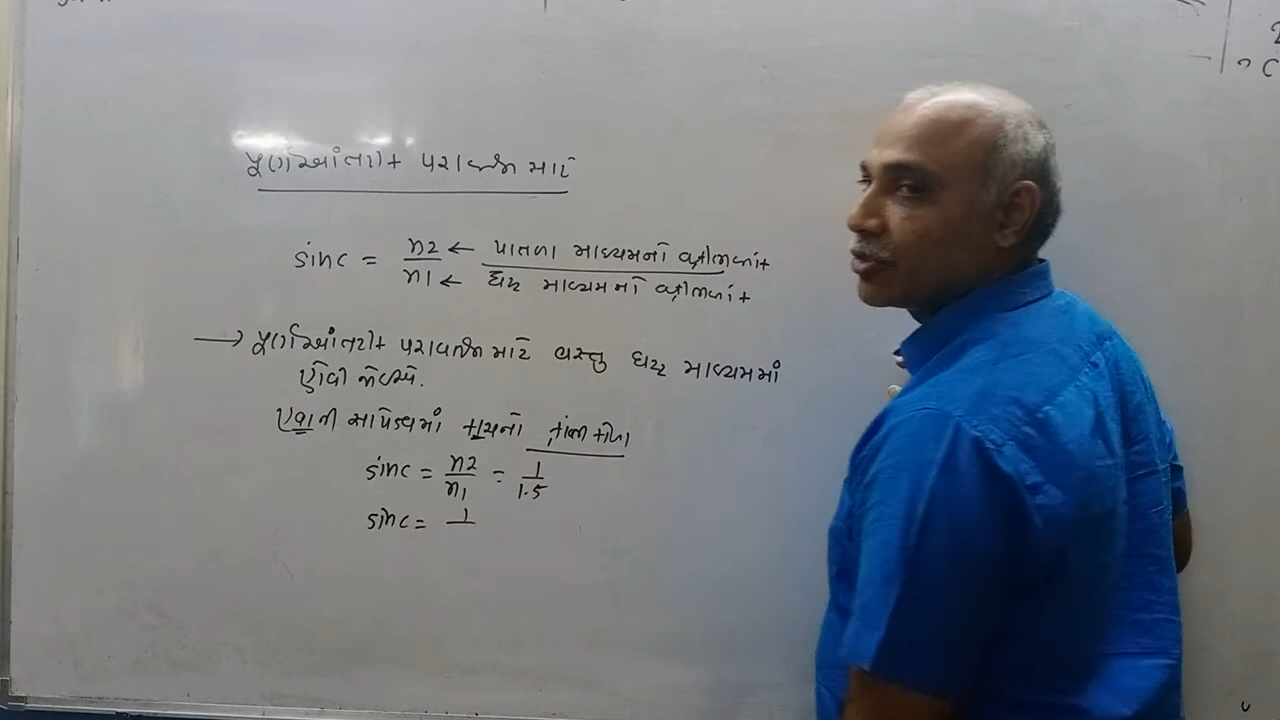 પૂર્ણઆંતરીક પરાવર્તન માટે
sinc = n2 ← પાતળા માધ્યમનો વક્રીભવનાંક
n1 ← ઘટ્ટ માધ્યમનો વક્રીભવનાંક
→ પૂર્ણઆંતરીક પરાવર્તન માટે વસ્તુ ઘટ્ટ માધ્યમમાં
હોવી જોઇએ.
હવાની સાપેક્ષમાં કાચનો ક્રાંતીકોણ
sinc = n2/n1 = 1/1.5
sinc = 1